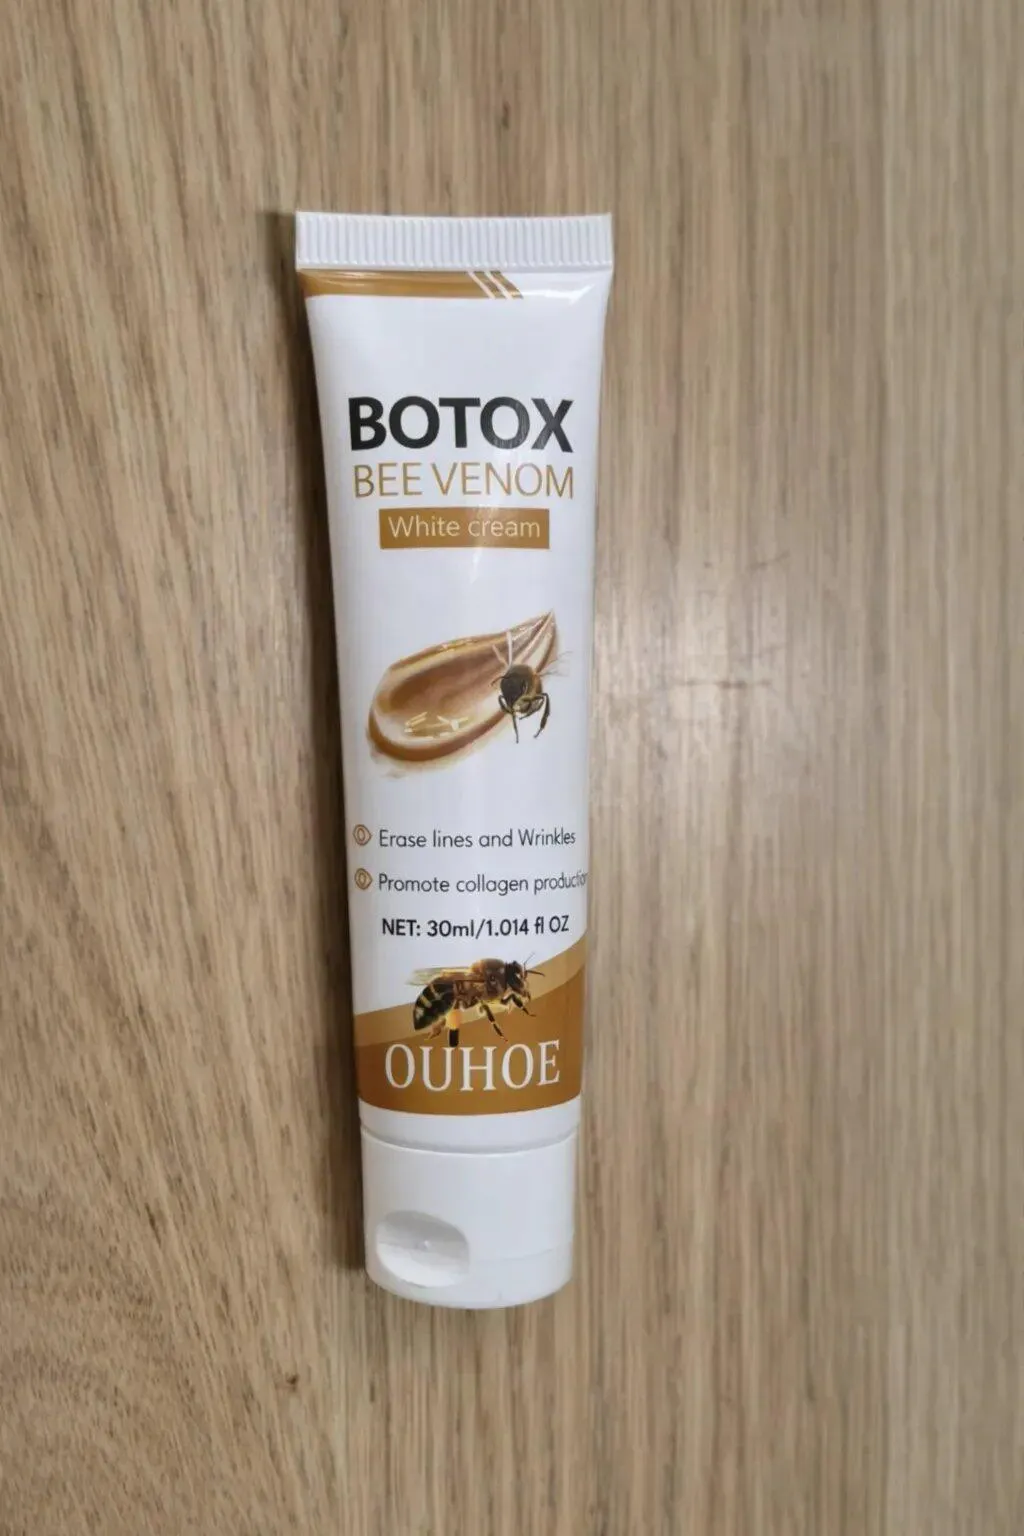 BOTOX
BEE VENOM
White cream
Erase lines and Wrinkles
Promote collagen production
NET: 30ml/1.014 fl OZ
OUHOE